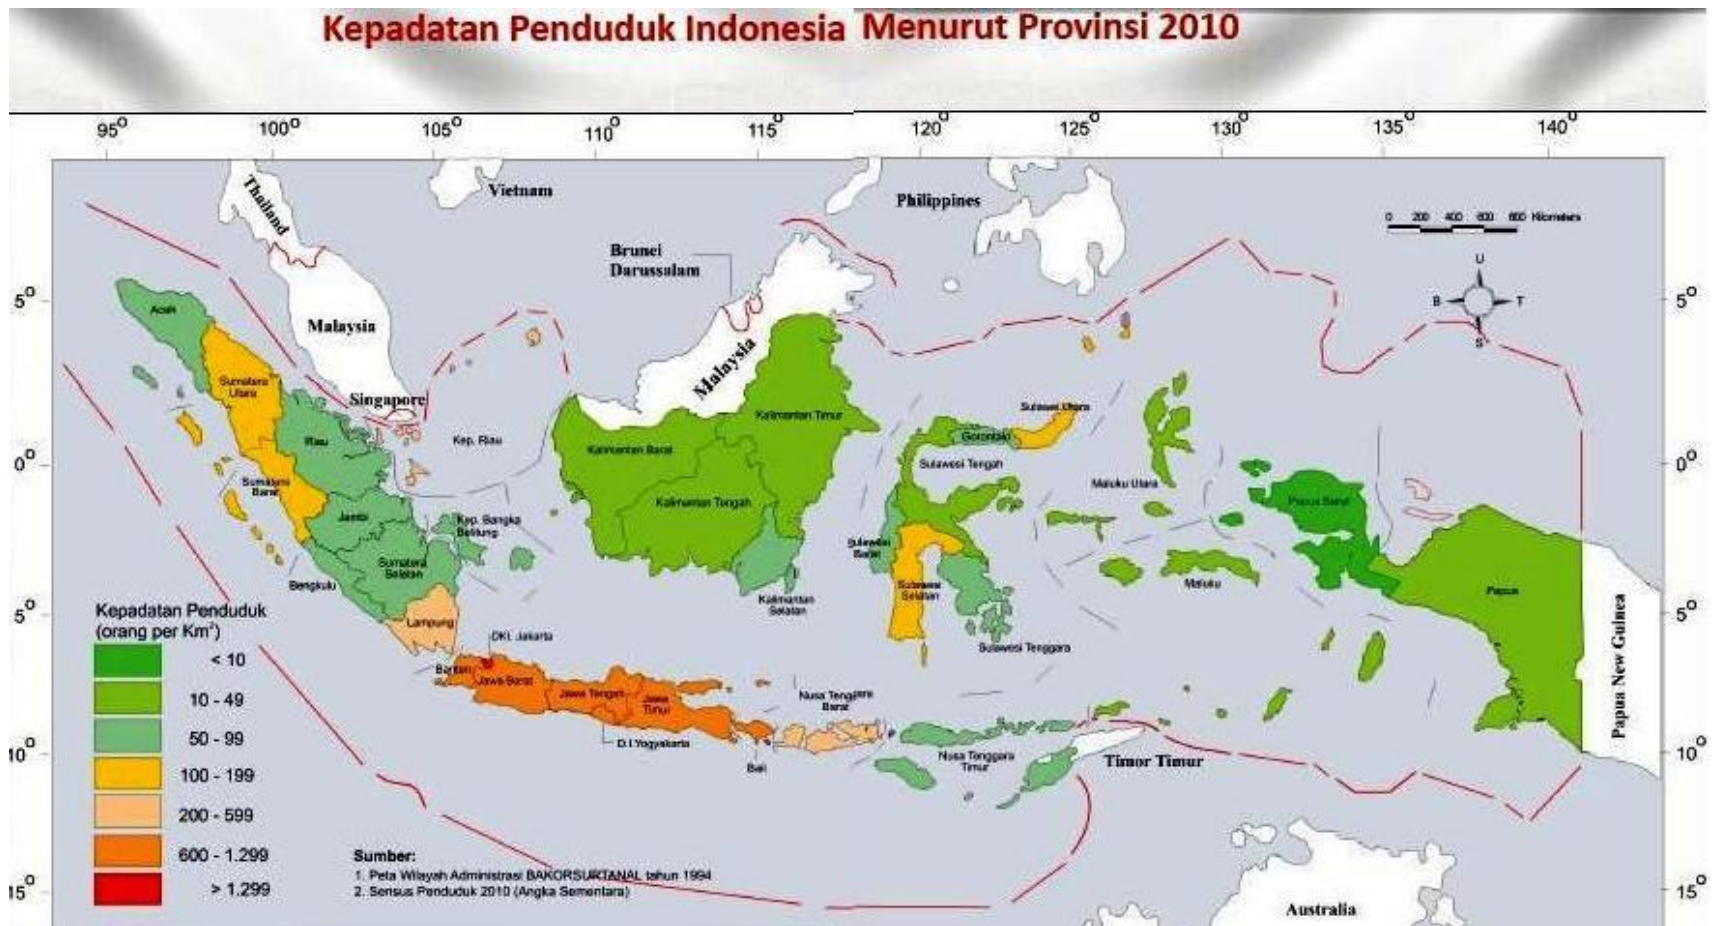 Kepadatan Penduduk Indonesia Menurut Provinsi 2010
95° 100° 105° 110° 115° 120° 125° 130° 135° 140°
Thailand
Vietnam
Philippines
0 200 400 600 800 Kilometers
Brunei
Darussalam
U
B T
S
5° 5°
Aceh
Malaysia
Malaysia
Sumatera
Utara
Singapore
Kalimantan Timur
Sulawesi Utara
Riau
Kep. Riau
Kalimantan Barat
Gorontalo
0° 0°
Sulawesi Tengah
Sumatera
Barat
Maluku Utara
Kalimantan Tengah
Papua Barat
Jambi
Kep. Bangka
Belitung
Sulawesi
Barat
Sumatera
Selatan
Bengkulu
Sulawesi
Selatan
Maluku
Papua
Kalimantan
Selatan
5° 5°
Lampung
DKI. Jakarta
Sulawesi Tenggara
Papua New Guinea
Banten
Jawa Barat
Jawa Tengah
Jawa
Timur
Nusa Tenggara
Barat
D.I.Yogyakarta
Bali
Nusa Tenggara
Timur
Timor Timur
10° 10°
Kepadatan Penduduk
(orang per Km²)
< 10
10 - 49
50 - 99
100 - 199
200 - 599
600 - 1.299
> 1.299
Sumber:
1. Peta Wilayah Administrasi BAKORSURTANAL tahun 1994
2. Sensus Penduduk 2010 (Angka Sementara)
15° 15°
Australia